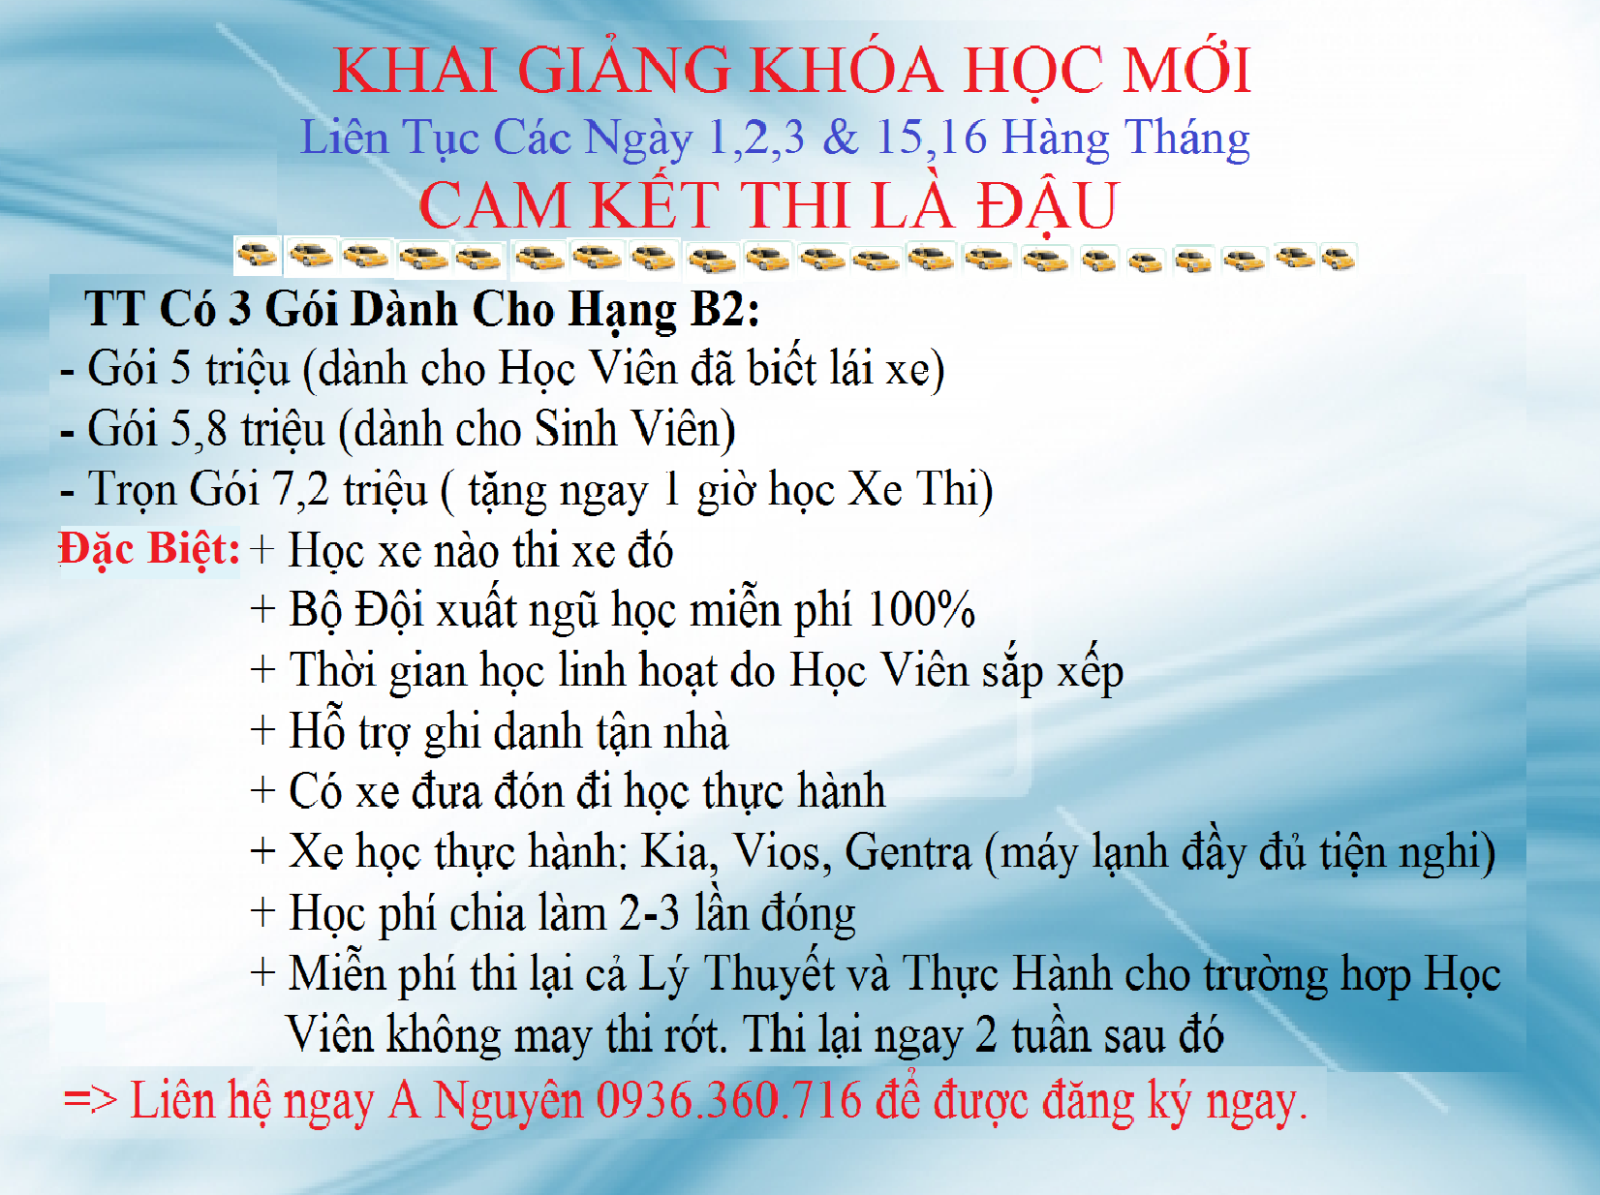 KHAI GIẢNG KHÓA HỌC MỚI
Liên Tục Các Ngày 1,2,3 & 15,16 Hàng Tháng
CAM KẾT THI LÀ ĐẬU
TT Có 3 Gói Dành Cho Hạng B2:
- Gói 5 triệu (dành cho Học Viên đã biết lái xe)
- Gói 5,8 triệu (dành cho Sinh Viên)
- Trọn Gói 7,2 triệu ( tặng ngay 1 giờ học Xe Thi)
Đặc Biệt: + Học xe nào thi xe đó
+ Bộ Đội xuất ngũ học miễn phí 100%
+ Thời gian học linh hoạt do Học Viên sắp xếp
+ Hỗ trợ ghi danh tận nhà
+ Có xe đưa đón đi học thực hành
+ Xe học thực hành: Kia, Vios, Gentra (máy lạnh đầy đủ tiện nghi)
+ Học phí chia làm 2-3 lần đóng
+ Miễn phí thi lại cả Lý Thuyết và Thực Hành cho trường hơp Học
Viên không may thi rớt. Thi lại ngay 2 tuần sau đó
=> Liên hệ ngay A Nguyên 0936.360.716 để được đăng ký ngay.